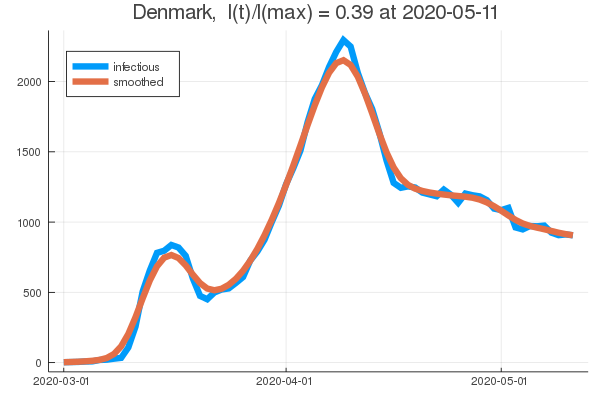 Denmark,  I(t)/I(max) = 0.39 at 2020-05-11
infectious
smoothed
2000
1500
1000
500
0
2020-03-01
2020-04-01
2020-05-01